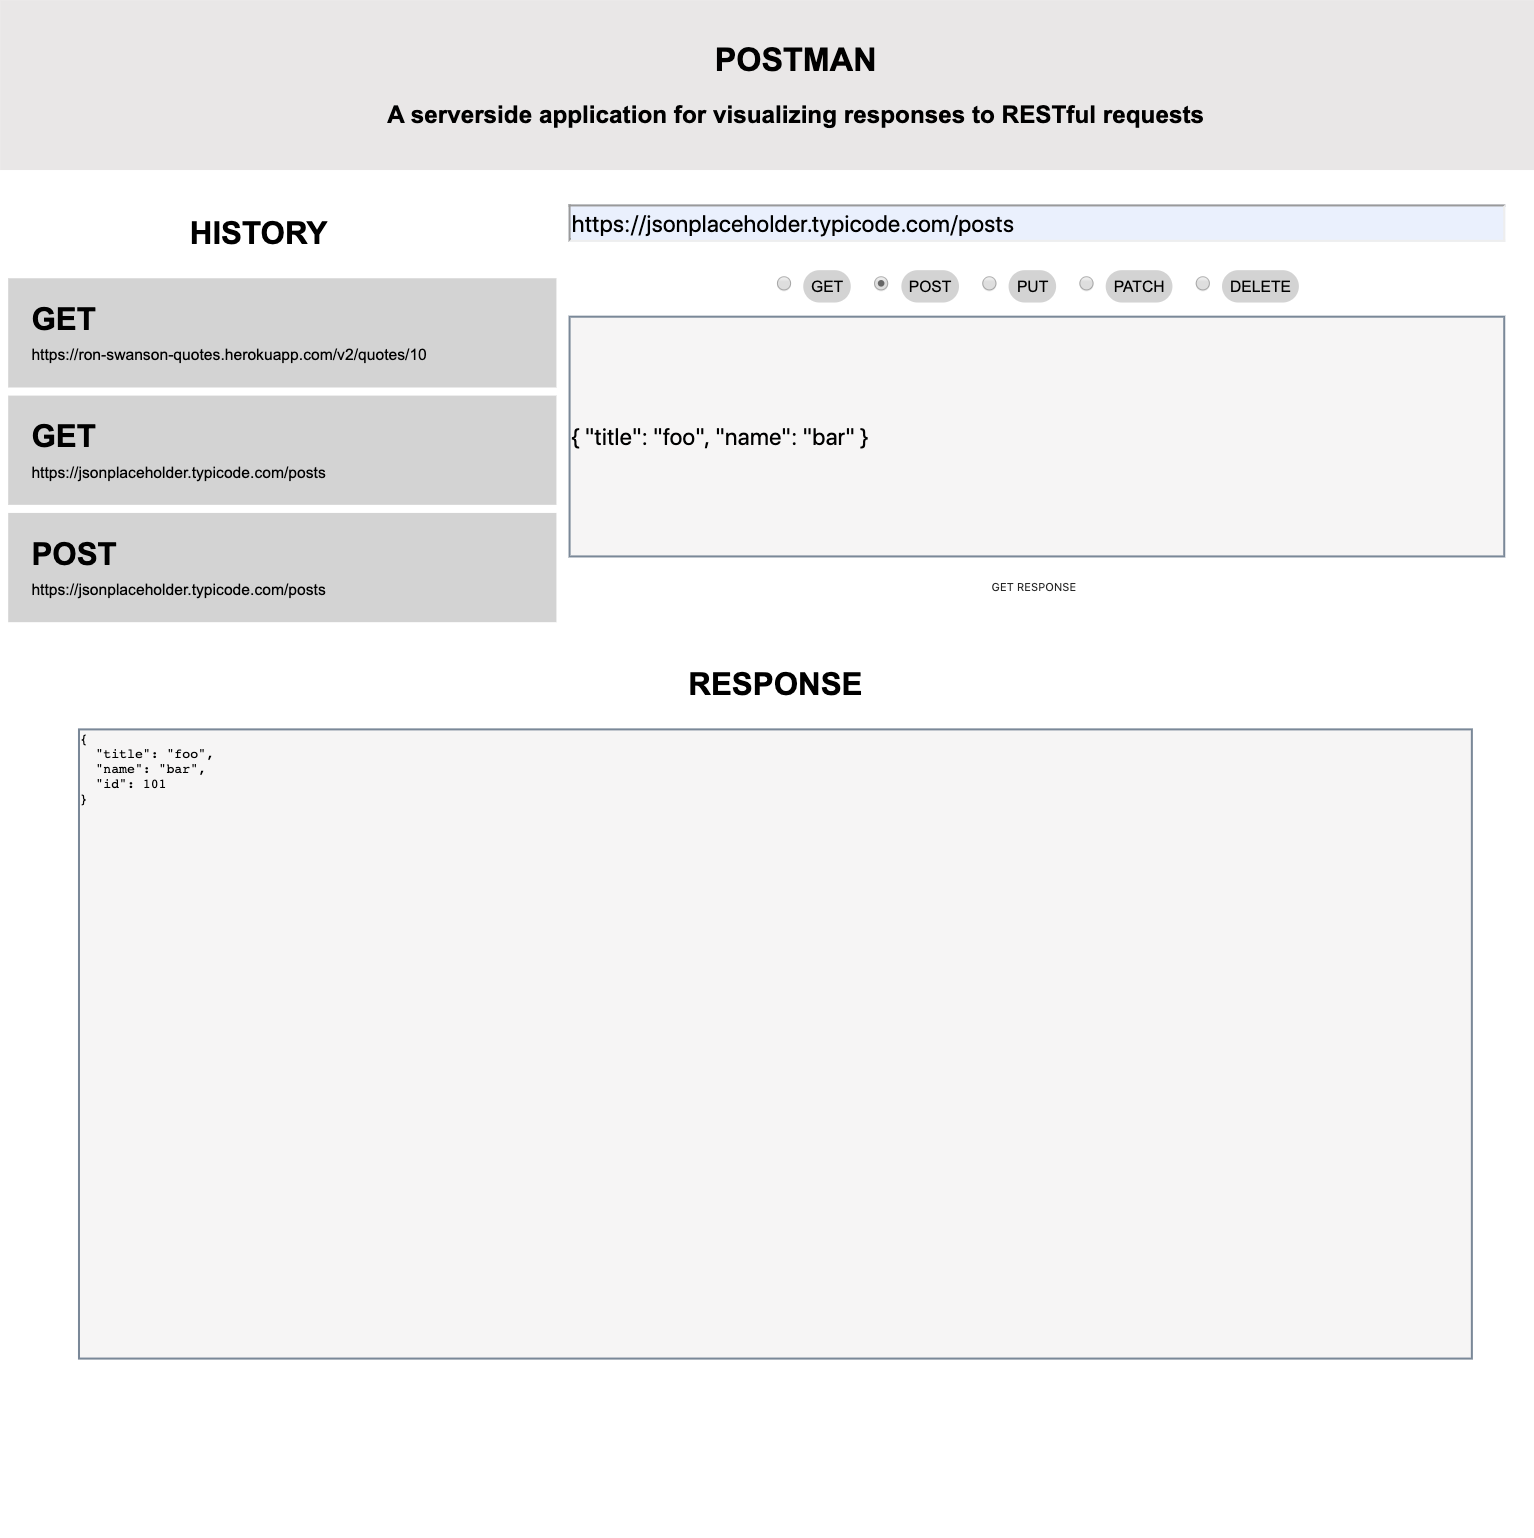 POSTMAN
A serverside application for visualizing responses to RESTful requests
HISTORY
GET
https://ron-swanson-quotes.herokuapp.com/v2/quotes/10
GET
https://jsonplaceholder.typicode.com/posts
POST
https://jsonplaceholder.typicode.com/posts
https://jsonplaceholder.typicode.com/posts
GET POST PUT PATCH DELETE
{ "title": "foo", "name": "bar" }
GET RESPONSE
RESPONSE
{
  "title": "foo",
  "name": "bar",
  "id": 101
}